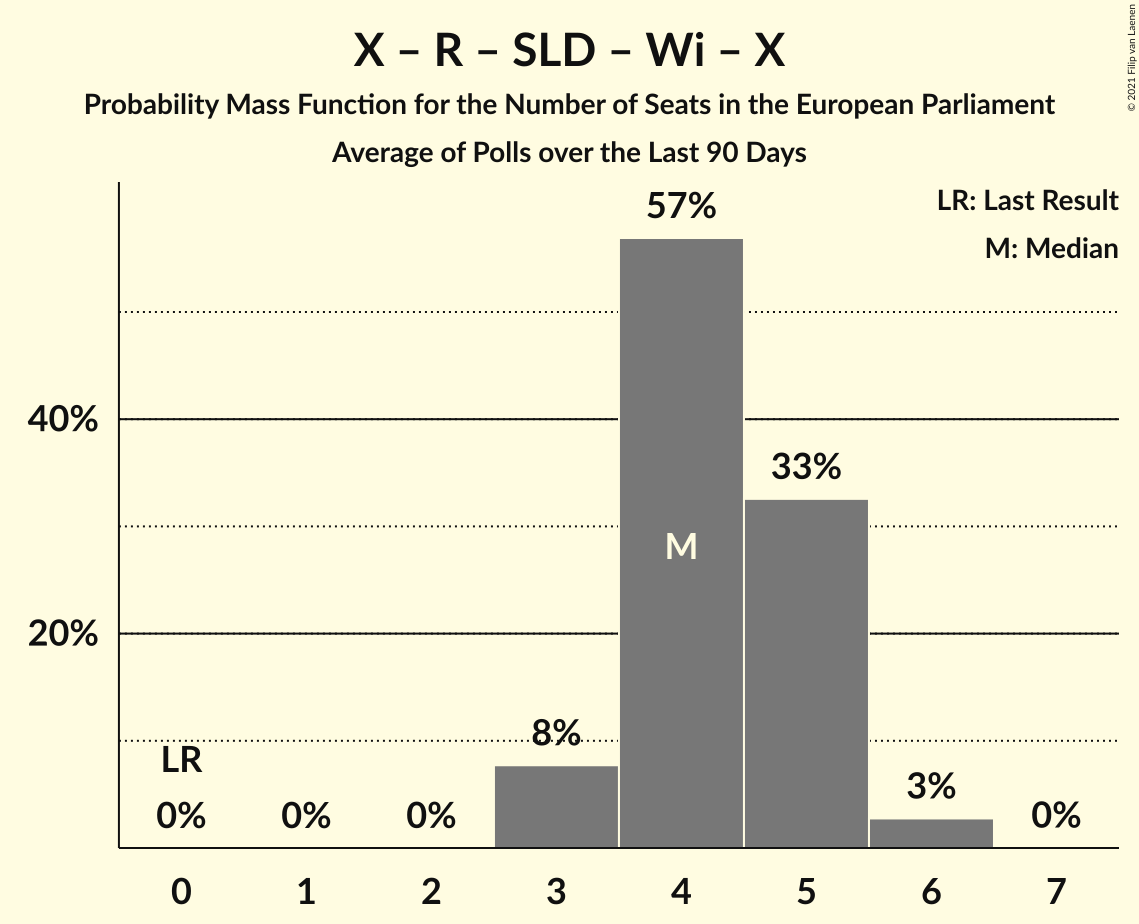 X – R – SLD – Wi – X
Probability Mass Function for the Number of Seats in the European Parliament
Average of Polls over the Last 90 Days
© 2021 Filip van Laenen
LR: Last Result
M: Median
57%
40%
33%
M
20%
8%
LR
3%
0%
0%
0%
0%
0 1 2 3 4 5 6 7